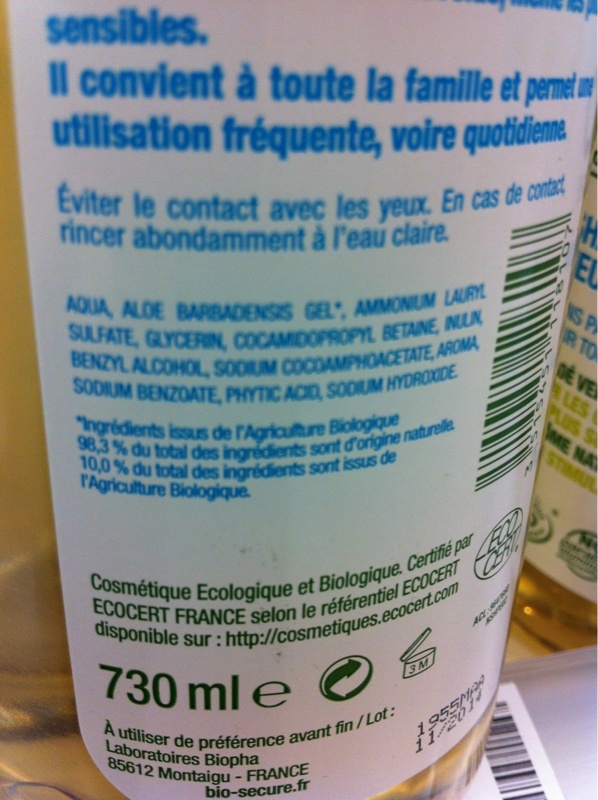 sensibles.
Il convient à toute la famille et permet une
utilisation fréquente, voire quotidienne.
Éviter le contact avec les yeux. En cas de contact,
rincer abondamment à l'eau claire.
AQUA, ALOE BARBADENSIS GEL*, AMMONIUM LAURYL
SULFATE, GLYCERIN, COCAMIDOPROPYL BETAINE, INULIN,
BENZYL ALCOHOL, SODIUM COCOAMPHOACETATE, AROMA,
SODIUM BENZOATE, PHYTIC ACID, SODIUM HYDROXIDE.
*Ingrédients issus de l'Agriculture Biologique
98,3 % du total des ingrédients sont d'origine naturelle.
10,0 % du total des ingrédients sont issus de
l'Agriculture Biologique.
Cosmétique Ecologique et Biologique. Certifié par
ECOCERT FRANCE selon le référentiel ECOCERT
disponible sur : http://cosmetiques.ecocert.com
ECO
CERT
730 ml e
3 M
À utiliser de préférence avant fin / Lot :
1955MAA
11/2014
Laboratoires Biopha
85612 Montaigu - FRANCE
bio-secure.fr